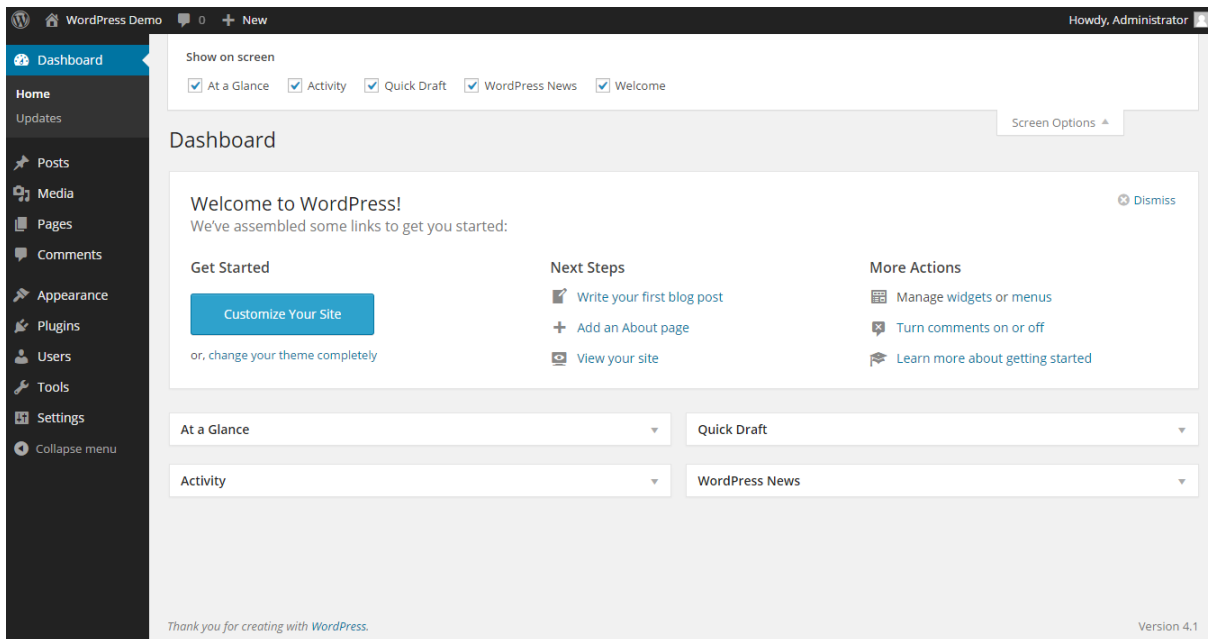 WordPress Demo 0 New Howdy, Administrator
Dashboard
Home
Updates
Posts
Media
Pages
Comments
Appearance
Plugins
Users
Tools
Settings
Collapse menu
Show on screen
At a Glance Activity Quick Draft WordPress News Welcome
Screen Options
Dashboard
Welcome to WordPress!
Dismiss
We've assembled some links to get you started:
Get Started
Customize Your Site
or, change your theme completely
Next Steps
Write your first blog post
Add an About page
View your site
More Actions
Manage widgets or menus
Turn comments on or off
Learn more about getting started
At a Glance
Quick Draft
Activity
WordPress News
Thank you for creating with WordPress.
Version 4.1